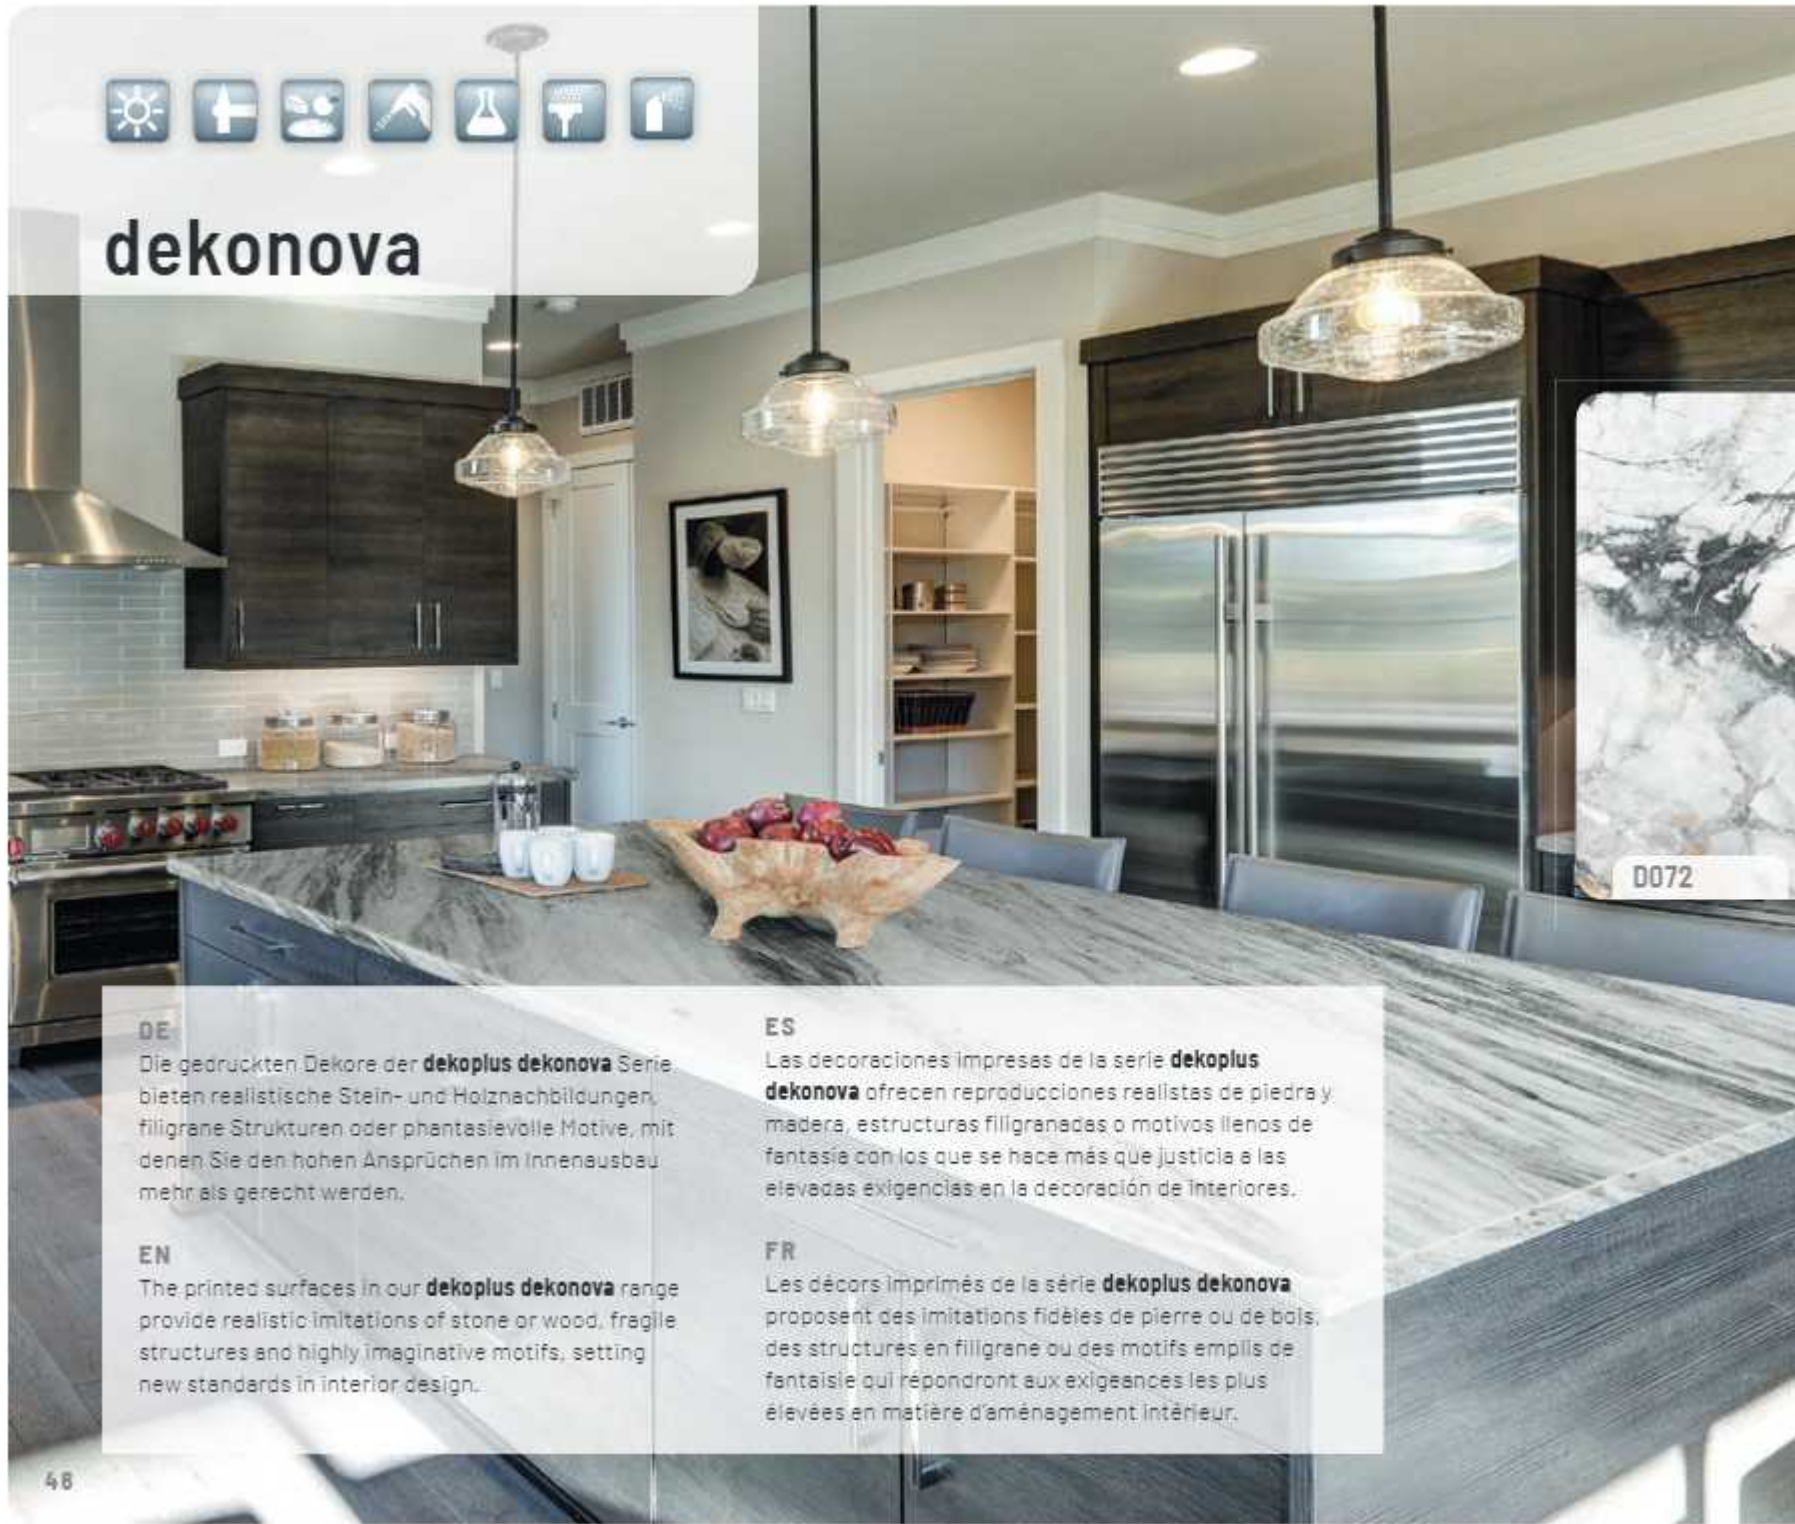 dekonova
D072
DE
Die gedruckten Dekore der dekoplus dekonova Serie
bieten realistische Stein- und Holznachbildungen,
filigrane Strukturen oder phantasievolle Motive, mit
denen Sie den hohen Ansprüchen im Innenausbau
mehr als gerecht werden.
EN
The printed surfaces in our dekoplus dekonova range
provide realistic imitations of stone or wood, fragile
structures and highly imaginative motifs, setting
new standards in interior design.
ES
Las decoraciones impresas de la serie dekoplus
dekonova ofrecen reproducciones realistas de piedra y
madera, estructuras filigranadas o motivos llenos de
fantasía con los que se hace más que justicia a las
elevadas exigencias en la decoración de interiores.
FR
Les décors imprimés de la série dekoplus dekonova
proposent des imitations fidèles de pierre ou de bois,
des structures en filigrane ou des motifs emplis de
fantaisie qui répondront aux exigeances les plus
élevées en matière d'aménagement intérieur.
48